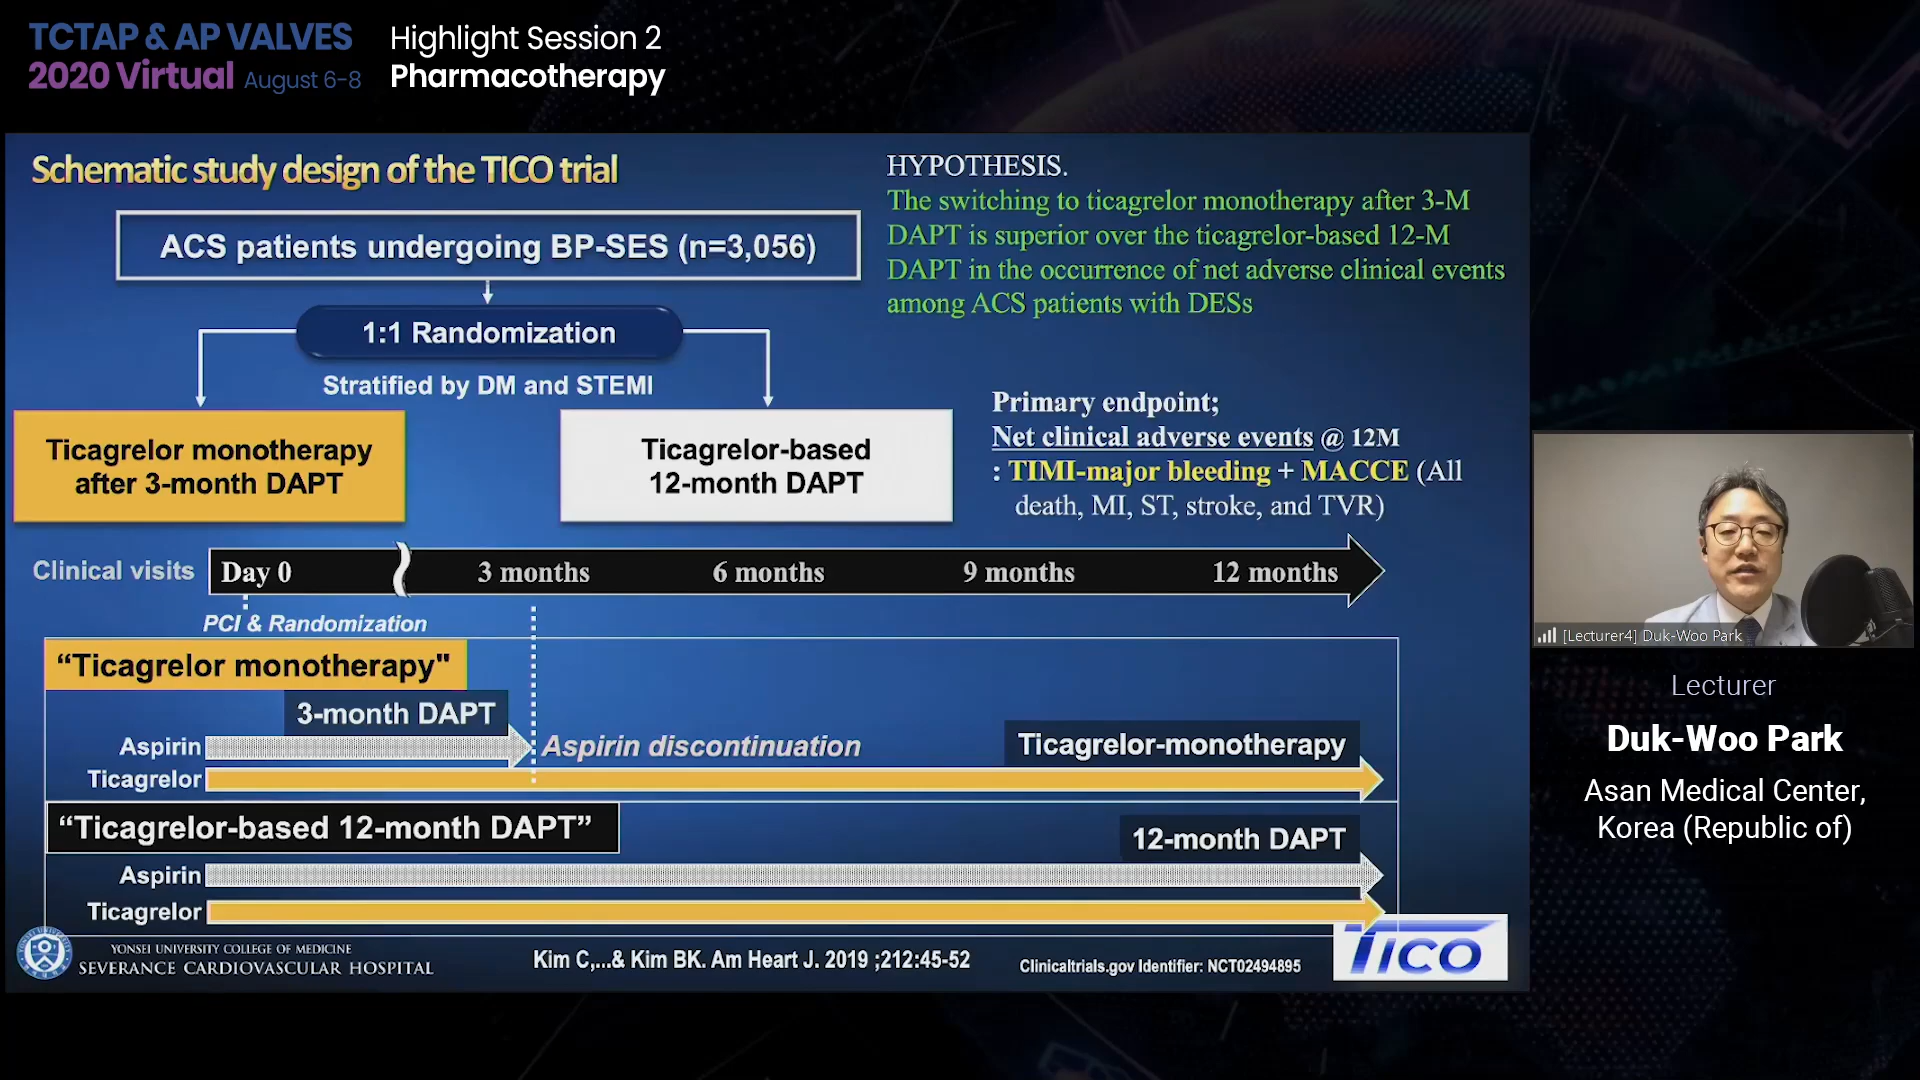 TCTAP & AP VALVES
2020 Virtual August 6-8
Highlight Session 2
Pharmacotherapy
Schematic study design of the TICO trial
ACS patients undergoing BP-SES (n=3,056)
1:1 Randomization
Stratified by DM and STEMI
Ticagrelor monotherapy
after 3-month DAPT
Ticagrelor-based
12-month DAPT
HYPOTHESIS.
The switching to ticagrelor monotherapy after 3-M
DAPT is superior over the ticagrelor-based 12-M
DAPT in the occurrence of net adverse clinical events
among ACS patients with DESs
Primary endpoint;
Net clinical adverse events @ 12M
: TIMI-major bleeding + MACCE (All
death, MI, ST, stroke, and TVR)
Clinical visits
Day 0
3 months
6 months
9 months
12 months
PCI & Randomization
“Ticagrelor monotherapy"
3-month DAPT
Aspirin
Aspirin discontinuation
Ticagrelor-monotherapy
Ticagrelor
“Ticagrelor-based 12-month DAPT”
12-month DAPT
Aspirin
Ticagrelor
YONSEI UNIVERSITY COLLEGE OF MEDICINE
SEVERANCE CARDIOVASCULAR HOSPITAL
Kim C,...& Kim BK. Am Heart J. 2019 ;212:45-52
Clinicaltrials.gov Identifier: NCT02494895
TICO
[Lecturer4] Duk-Woo Park
Lecturer
Duk-Woo Park
Asan Medical Center,
Korea (Republic of)